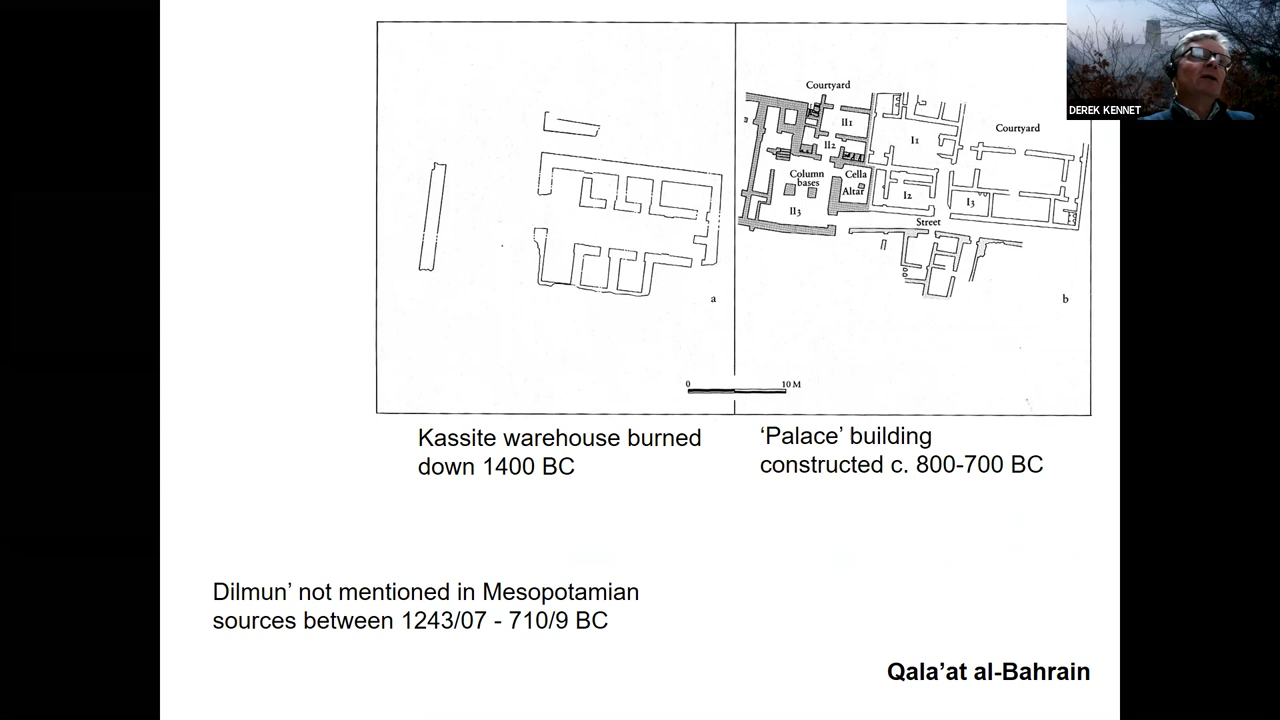 DEREK KENNET
Courtyard
II1
I1
Courtyard
II2
Column
bases
Cella
Altar
I2
I3
II3
Street
a
b
0
10 M
Kassite warehouse burned
down 1400 BC
‘Palace’ building
constructed c. 800-700 BC
Dilmun’ not mentioned in Mesopotamian
sources between 1243/07 - 710/9 BC
Qala’at al-Bahrain